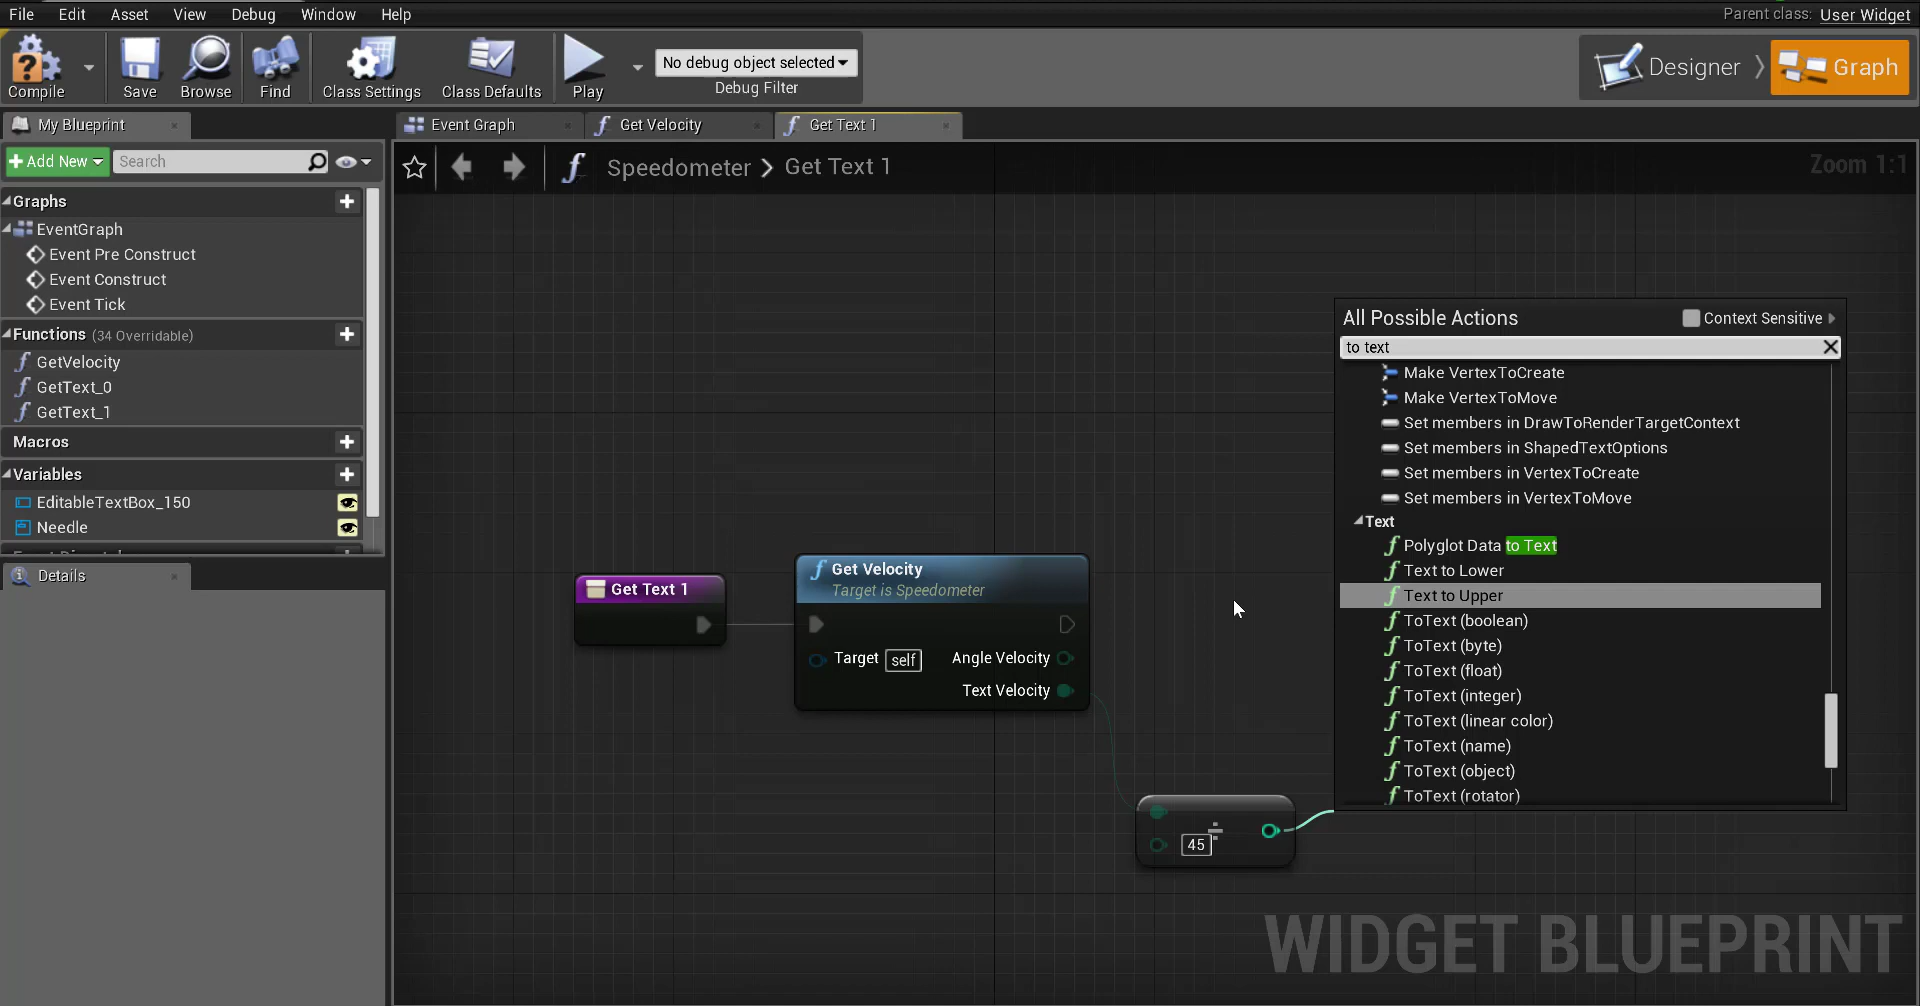 File Edit Asset View Debug Window Help
Parent class: User Widget
Compile Save Browse Find Class Settings Class Defaults Play
No debug object selected
Debug Filter
Designer Graph
My Blueprint
Event Graph Get Velocity Get Text 1
Add New Search
Speedometer > Get Text 1
Zoom 1:1
Graphs
EventGraph
Event Pre Construct
Event Construct
Event Tick
Functions (34 Overridable)
GetVelocity
GetText_0
GetText_1
Macros
Variables
EditableTextBox_150
Needle
Details
Get Text 1
Get Velocity
Target is Speedometer
Target self
Angle Velocity
Text Velocity
45
÷
All Possible Actions
Context Sensitive
to text
Make VertexToCreate
Make VertexToMove
Set members in DrawToRenderTargetContext
Set members in ShapedTextOptions
Set members in VertexToCreate
Set members in VertexToMove
Text
Polyglot Data to Text
Text to Lower
Text to Upper
ToText (boolean)
ToText (byte)
ToText (float)
ToText (integer)
ToText (linear color)
ToText (name)
ToText (object)
ToText (rotator)
WIDGET BLUEPRINT